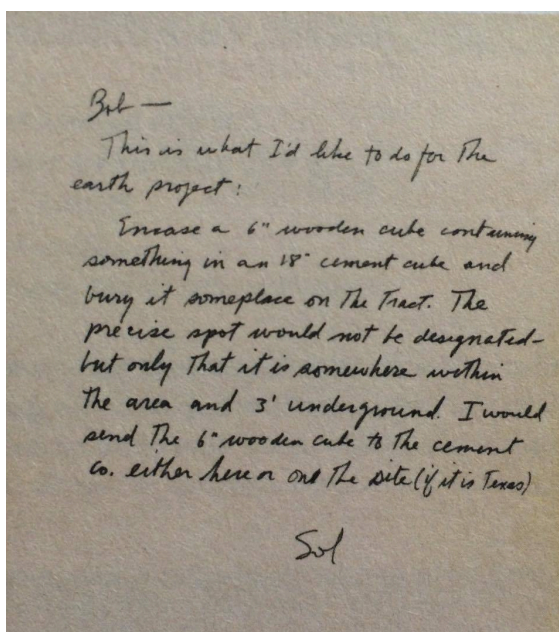 Bob —
This is what I'd like to do for the
earth project:
Encase a 6" wooden cube containing
something in an 18" cement cube and
bury it someplace on the Tract. The
precise spot would not be designated–
but only that it is somewhere within
the area and 3' underground. I would
send the 6" wooden cube to the cement
co. either here or one the site (if it is Texas)
Sol